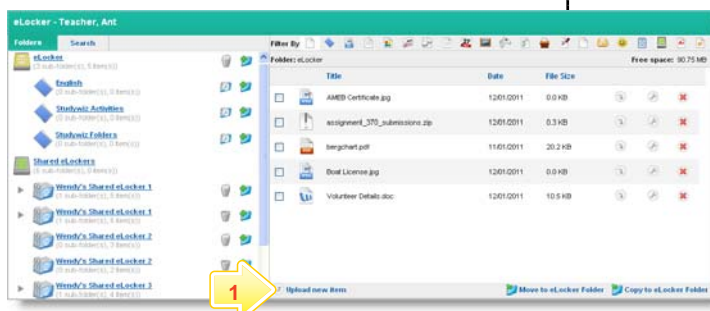 eLocker - Teacher, Ant
Folders Search
Filter By
eLocker
(3 sub-folder(s), 5 item(s))
English
(0 sub-folder(s), 0 item(s))
Studywiz Activities
(0 sub-folder(s), 0 item(s))
Studywiz Folders
(0 sub-folder(s), 0 item(s))
Shared eLockers
Wendy's Shared eLocker 1
Wendy's Shared eLocker 1
Wendy's Shared eLocker 2
Wendy's Shared eLocker 2
Wendy's Shared eLocker 3
Folder: eLocker Free space: 90.75 MB
Title Date File Size
AMEB Certificate.jpg 12/01/2011 0.0 KB
assignment_370_submissions.zip 12/01/2011 0.3 KB
bergchart.pdf 11/01/2011 20.2 KB
Boat License.jpg 12/01/2011 0.0 KB
Volunteer Details.doc 12/01/2011 10.5 KB
1
Upload new item Move to eLocker Folder Copy to eLocker Folder